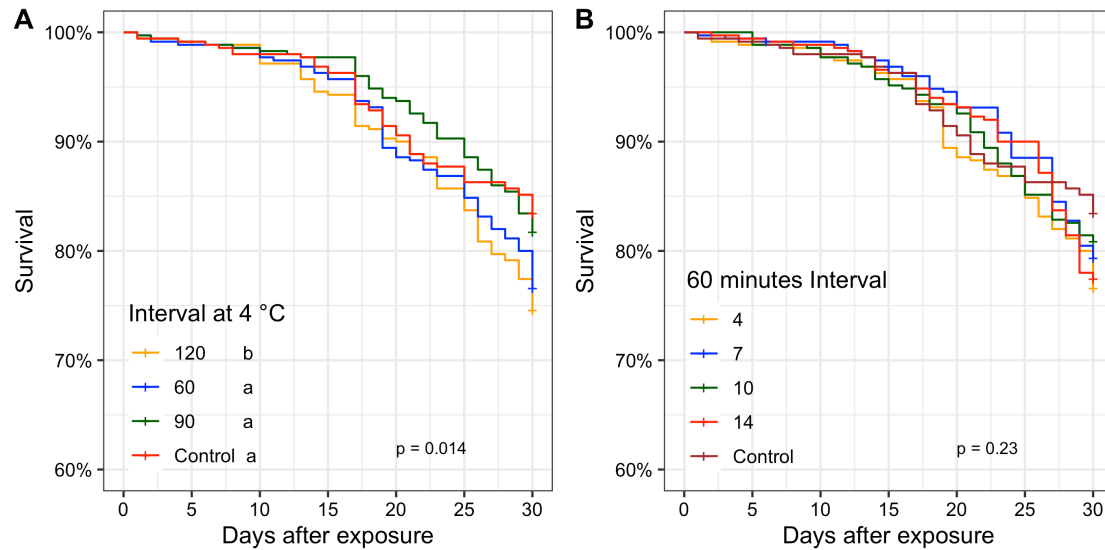 A
100%
90%
80%
70%
60%
Survival
Interval at 4 °C
120 b
60 a
90 a
Control a
p = 0.014
0 5 10 15 20 25 30
Days after exposure
B
100%
90%
80%
70%
60%
Survival
60 minutes Interval
4
7
10
14
Control
p = 0.23
0 5 10 15 20 25 30
Days after exposure